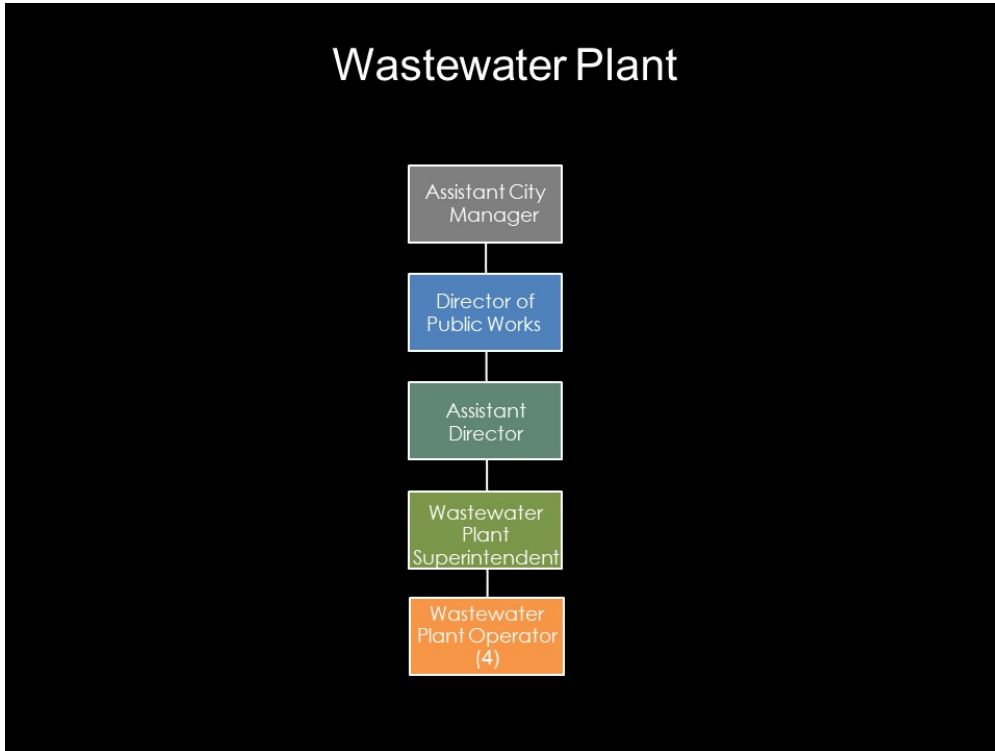 Wastewater Plant
Assistant City
Manager
Director of
Public Works
Assistant
Director
Wastewater
Plant
Superintendent
Wastewater
Plant Operator
(4)